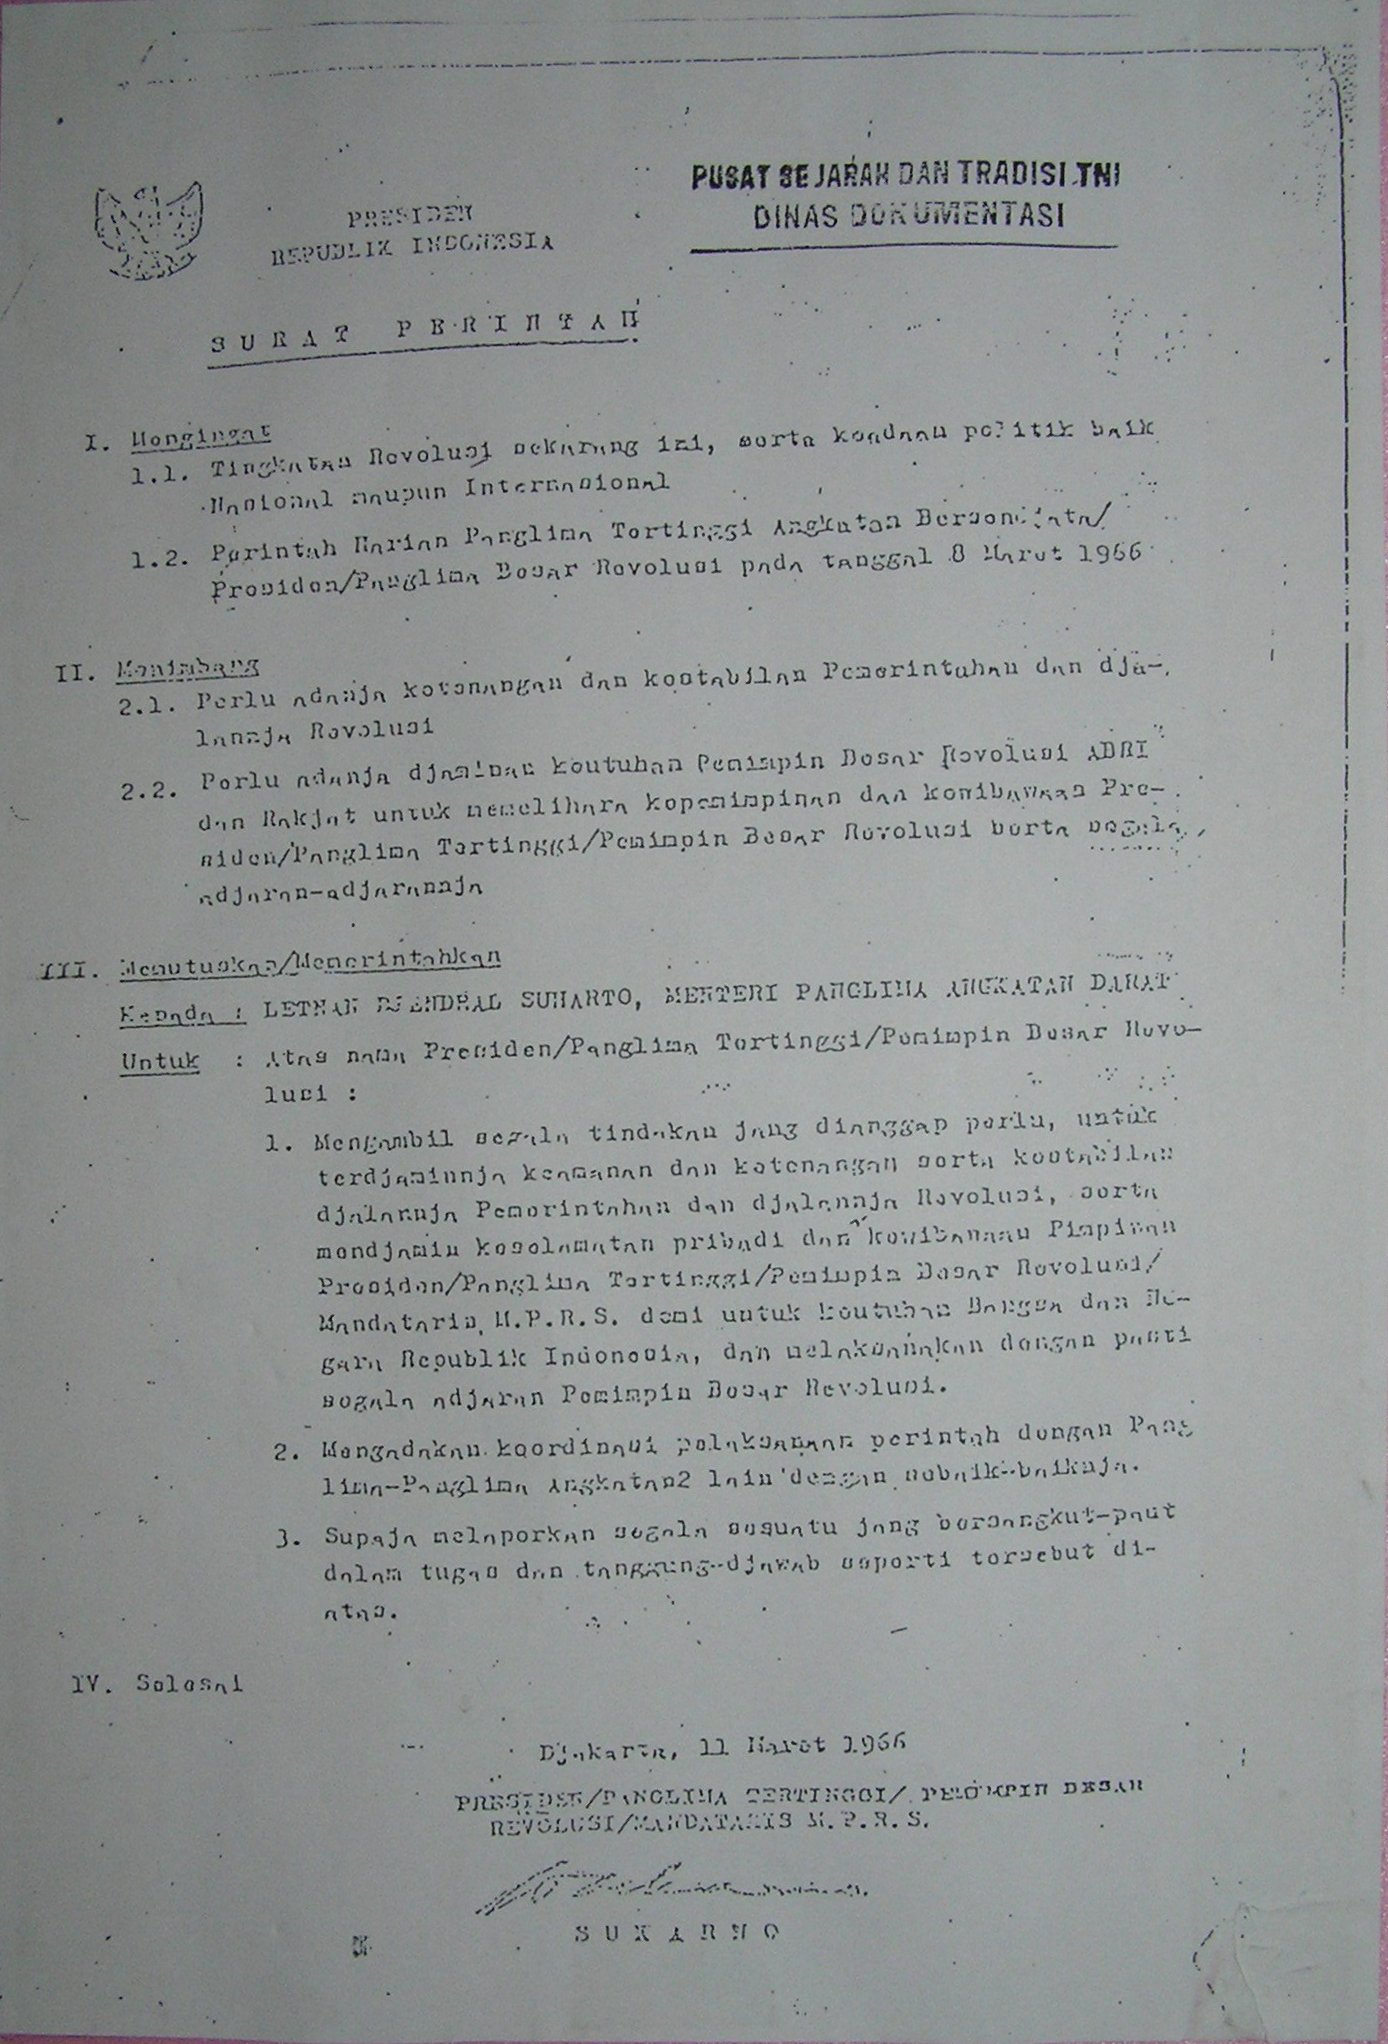 PUSAT SEJARAH DAN TRADISI TNI
DINAS DOKUMENTASI
PRESIDEN
REPUBLIK INDONESIA
SURAT PERINTAH
I. Mengingat
1.1. Tingkatan Revolusi sekarang ini, serta keadaan politik baik
Nasional maupun Internasional
1.2. Perintah Harian Panglima Tertinggi Angkatan Bersendjata/
Presiden/Panglima Besar Revolusi pada tanggal 8 Maret 1966
II. Menimbang
2.1. Perlu adanja ketenangan dan kestabilan Pemerintahan dan dja-
lannja Revolusi
2.2. Perlu adanja djaminan keutuhan Pemimpin Besar Revolusi ABRI
dan Rakjat untuk memelihara kepemimpinan dan kewibawaan Pre-
siden/Panglima Tertinggi/Pemimpin Besar Revolusi serta segala
adjaran-adjarannja
III. Memutuskan/Memerintahkan
Kepada : LETNAN DJENDRAL SUHARTO, MENTERI PANGLIMA ANGKATAN DARAT
Untuk : Atas nama Presiden/Panglima Tertinggi/Pemimpin Besar Revo-
lusi :
1. Mengambil segala tindakan jang dianggap perlu, untuk
terdjaminnja keamanan dan ketenangan serta kestabilan
djalannja Pemerintahan dan djalannja Revolusi, serta
mendjamin keselamatan pribadi dan kewibawaan Pimpinan
Presiden/Panglima Tertinggi/Pemimpin Besar Revolusi/
Mandataris M.P.R.S. demi untuk keutuhan Bangsa dan Ne-
gara Republik Indonesia, dan melaksanakan dengan pasti
segala adjaran Pemimpin Besar Revolusi.
2. Mengadakan koordinasi pelaksanaan perintah dengan Pang
lima-Panglima Angkatan2 lain dengan sebaik-baiknja.
3. Supaja melaporkan segala sesuatu jang bersangkut-paut
dalam tugas dan tanggung-djawab seperti tersebut di-
atas.
IV. Selesai
Djakarta, 11 Maret 1966
PRESIDEN/PANGLIMA TERTINGGI/ PEMIMPIN BESAR
REVOLUSI/MANDATARIS M.P.R.S.
SUKARNO